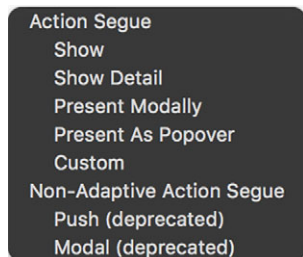 Action Segue
Show
Show Detail
Present Modally
Present As Popover
Custom
Non-Adaptive Action Segue
Push (deprecated)
Modal (deprecated)